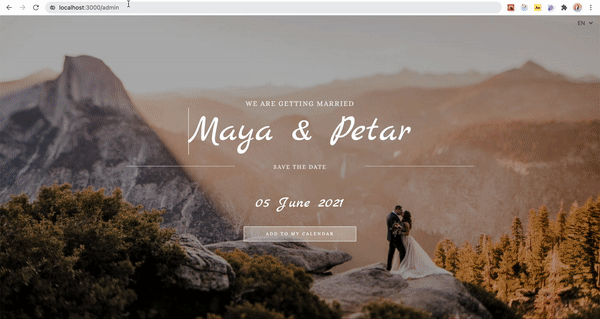 localhost:3000/admin
EN
WE ARE GETTING MARRIED
Maya & Petar
SAVE THE DATE
05 June 2021
ADD TO MY CALENDAR